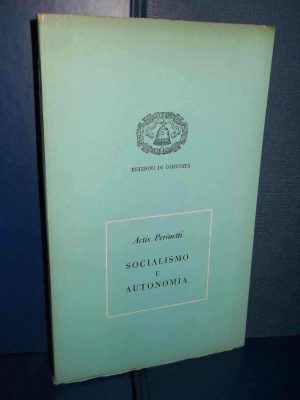 EDIZIONI DI COMUNITÀ
Actis Perinetti
SOCIALISMO
E
AUTONOMIA